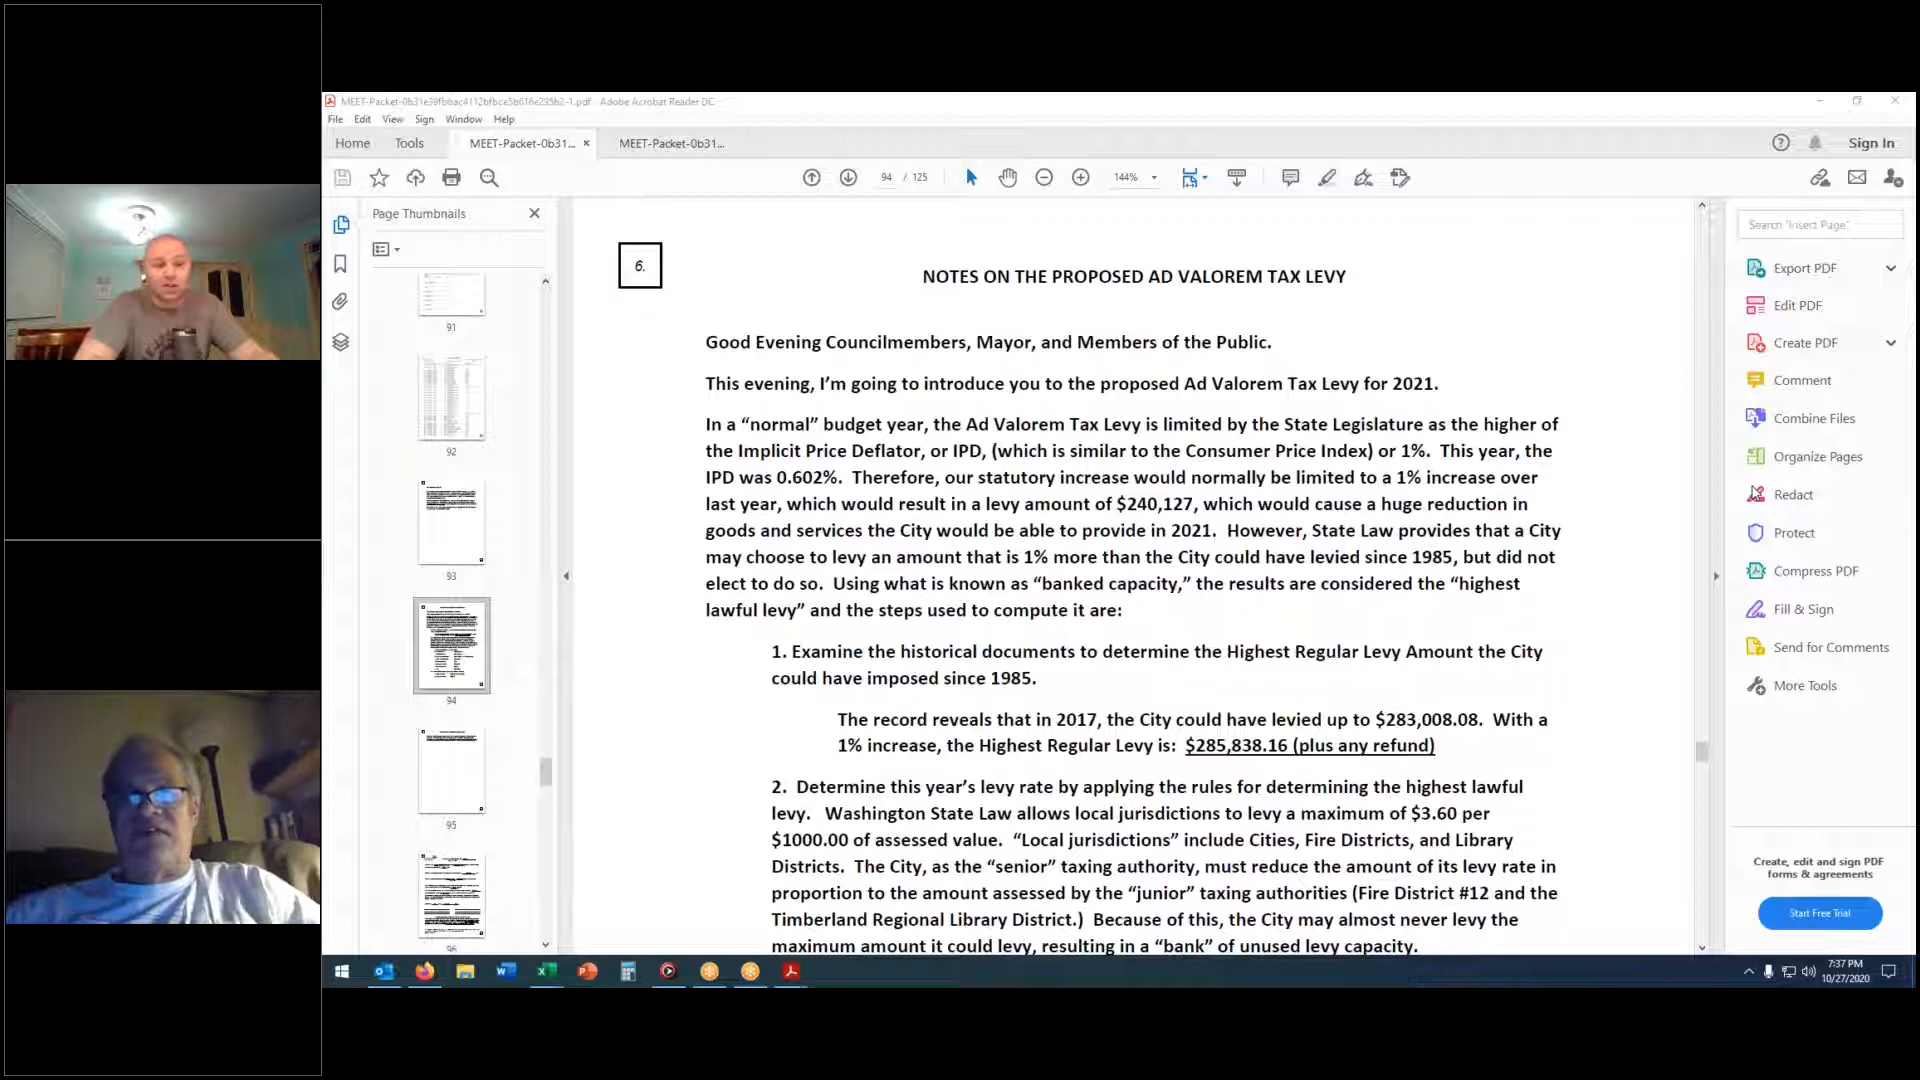 MEET-Packet-0b31e39fbbac4112bfbce5b616e295b2-1.pdf - Adobe Acrobat Reader DC
File Edit View Sign Window Help
Home Tools MEET-Packet-0b31... × MEET-Packet-0b31... Sign In
94 / 125 144%
Page Thumbnails
91
92
93
94
95
96
6.
NOTES ON THE PROPOSED AD VALOREM TAX LEVY
Good Evening Councilmembers, Mayor, and Members of the Public.
This evening, I'm going to introduce you to the proposed Ad Valorem Tax Levy for 2021.
In a “normal” budget year, the Ad Valorem Tax Levy is limited by the State Legislature as the higher of
the Implicit Price Deflator, or IPD, (which is similar to the Consumer Price Index) or 1%. This year, the
IPD was 0.602%. Therefore, our statutory increase would normally be limited to a 1% increase over
last year, which would result in a levy amount of $240,127, which would cause a huge reduction in
goods and services the City would be able to provide in 2021. However, State Law provides that a City
may choose to levy an amount that is 1% more than the City could have levied since 1985, but did not
elect to do so. Using what is known as “banked capacity,” the results are considered the “highest
lawful levy” and the steps used to compute it are:
1. Examine the historical documents to determine the Highest Regular Levy Amount the City
could have imposed since 1985.
The record reveals that in 2017, the City could have levied up to $283,008.08. With a
1% increase, the Highest Regular Levy is: $285,838.16 (plus any refund)
2. Determine this year's levy rate by applying the rules for determining the highest lawful
levy. Washington State Law allows local jurisdictions to levy a maximum of $3.60 per
$1000.00 of assessed value. “Local jurisdictions” include Cities, Fire Districts, and Library
Districts. The City, as the “senior” taxing authority, must reduce the amount of its levy rate in
proportion to the amount assessed by the “junior” taxing authorities (Fire District #12 and the
Timberland Regional Library District.) Because of this, the City may almost never levy the
maximum amount it could levy, resulting in a “bank” of unused levy capacity.
Search "Insert Page"
Export PDF
Edit PDF
Create PDF
Comment
Combine Files
Organize Pages
Redact
Protect
Compress PDF
Fill & Sign
Send for Comments
More Tools
Create, edit and sign PDF
forms & agreements
Start Free Trial
7:37 PM
10/27/2020